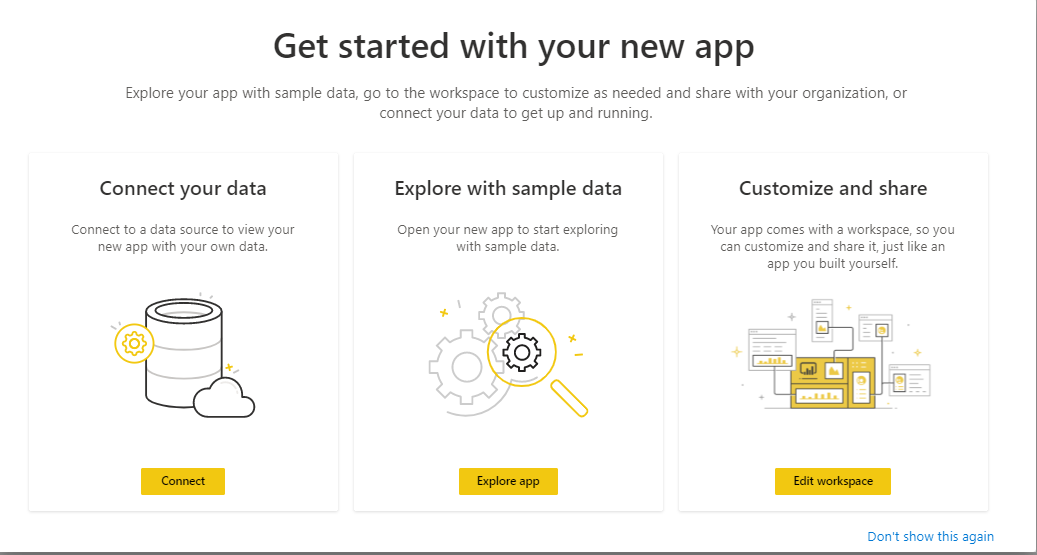 Get started with your new app
Explore your app with sample data, go to the workspace to customize as needed and share with your organization, or
connect your data to get up and running.
Connect your data
Connect to a data source to view your
new app with your own data.
Connect
Explore with sample data
Open your new app to start exploring
with sample data.
Explore app
Customize and share
Your app comes with a workspace, so you
can customize and share it, just like an
app you built yourself.
Edit workspace
Don't show this again